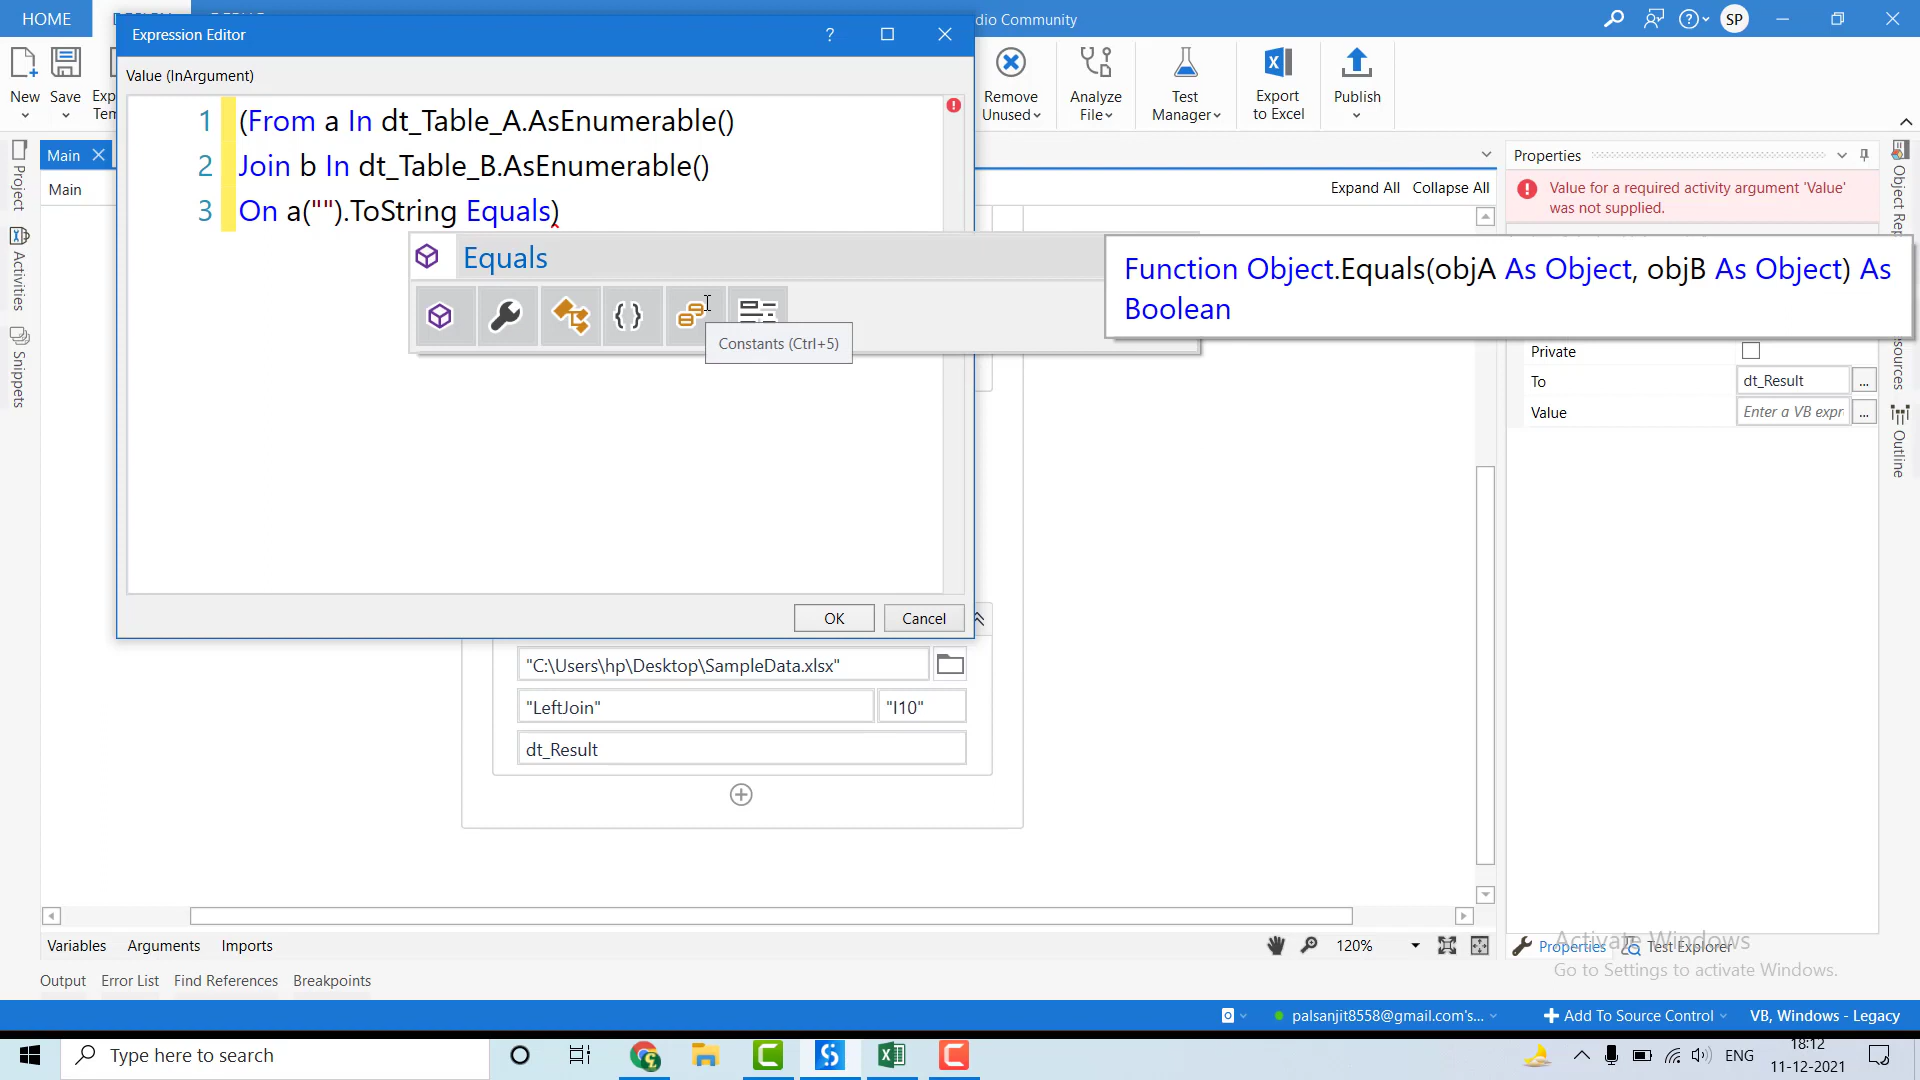 HOME
dio Community
SP
Expression Editor
?
Value (InArgument)
New
Save
Remove
Unused
Analyze
File
Test
Manager
Export
to Excel
Publish
1 (From a In dt_Table_A.AsEnumerable()
2 Join b In dt_Table_B.AsEnumerable()
3 On a("").ToString Equals)
Equals
Constants (Ctrl+5)
Function Object.Equals(objA As Object, objB As Object) As
Boolean
Main
Main
Project
Activities
Snippets
Expand All Collapse All
Properties
Value for a required activity argument 'Value'
was not supplied.
Private
To dt_Result ...
Value Enter a VB expr ...
Outline
OK
Cancel
"C:\Users\hp\Desktop\SampleData.xlsx"
"LeftJoin" "I10"
dt_Result
Variables Arguments Imports
120%
Properties Test Explorer
Activate Windows
Go to Settings to activate Windows.
Output Error List Find References Breakpoints
palsanjit8558@gmail.com's...
Add To Source Control
VB, Windows - Legacy
Type here to search
ENG
18:12
11-12-2021